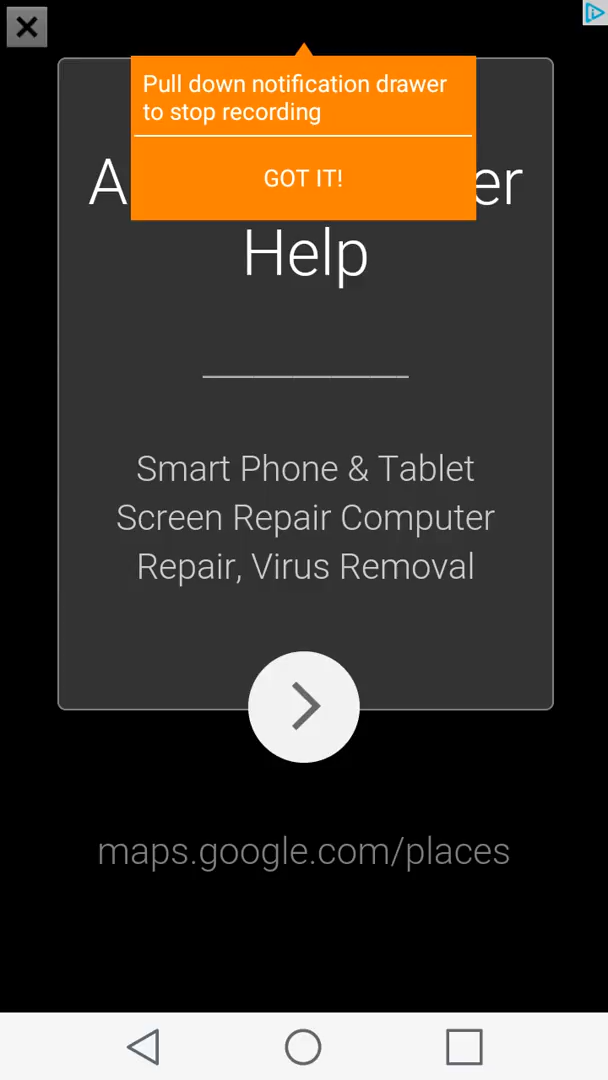 Pull down notification drawer
to stop recording
GOT IT!
Help
Smart Phone & Tablet
Screen Repair Computer
Repair, Virus Removal
maps.google.com/places